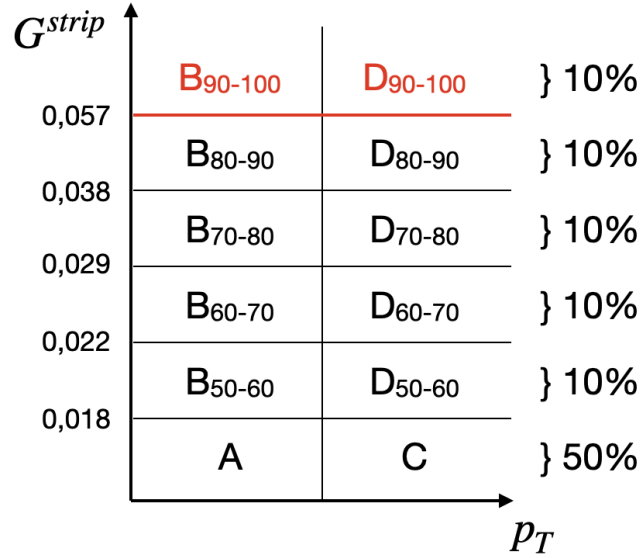 G^strip
B90-100 D90-100 } 10%
0,057
B80-90 D80-90 } 10%
0,038
B70-80 D70-80 } 10%
0,029
B60-70 D60-70 } 10%
0,022
B50-60 D50-60 } 10%
0,018
A C } 50%
p_T